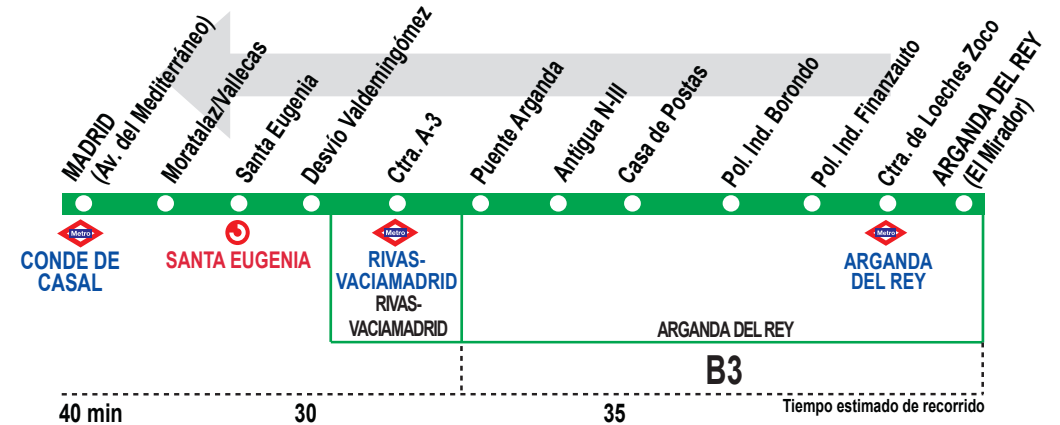 MADRID
(Av. del Mediterráneo)
Moratalaz/Vallecas
Santa Eugenia
Desvío Valdemingómez
Ctra. A-3
Puente Arganda
Antigua N-III
Casa de Postas
Pol. Ind. Borondo
Pol. Ind. Finanzauto
Ctra. de Loeches Zoco
ARGANDA DEL REY
(El Mirador)
Metro
CONDE DE
CASAL
SANTA EUGENIA
Metro
RIVAS-
VACIAMADRID
RIVAS-
VACIAMADRID
Metro
ARGANDA
DEL REY
ARGANDA DEL REY
B3
Tiempo estimado de recorrido
40 min
30
35